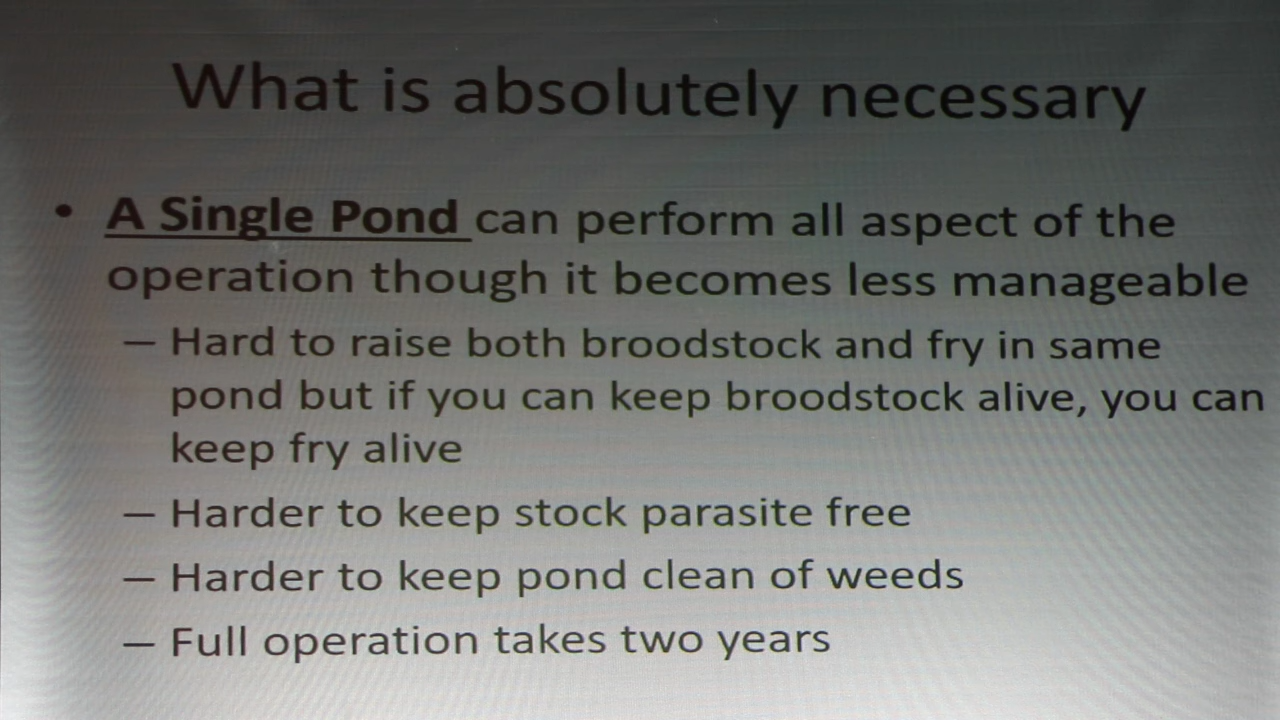 What is absolutely necessary
• A Single Pond can perform all aspect of the
operation though it becomes less manageable
– Hard to raise both broodstock and fry in same
pond but if you can keep broodstock alive, you can
keep fry alive
– Harder to keep stock parasite free
– Harder to keep pond clean of weeds
– Full operation takes two years